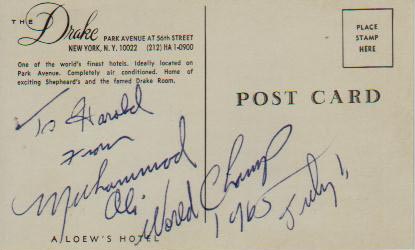 THE
Drake
PARK AVENUE AT 56th STREET
NEW YORK, N. Y. 10022 (212) HA 1-0900
One of the world's finest hotels. Ideally located on
Park Avenue. Completely air conditioned. Home of
exciting Shepheard's and the famed Drake Room.
PLACE
STAMP
HERE
POST CARD
To Harold
From
Muhammad
Ali
World Champ
1965 July 1,
A LOEW'S HOTEL